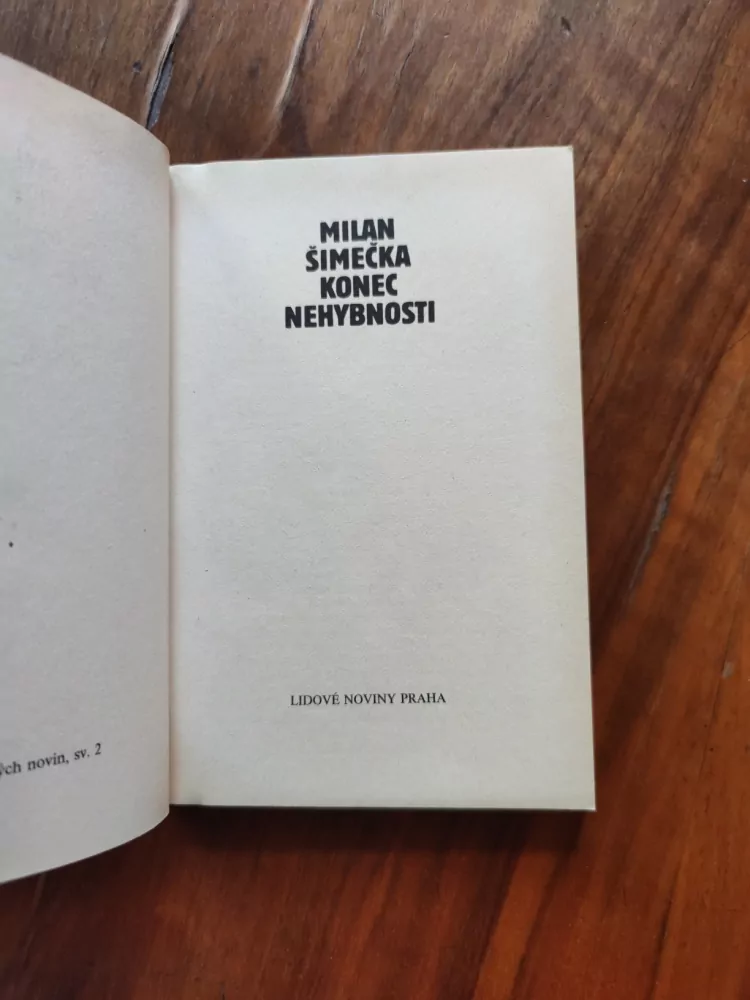 MILAN
ŠIMEČKA
KONEC
NEHYBNOSTI
LIDOVÉ NOVINY PRAHA
ých novin, sv. 2